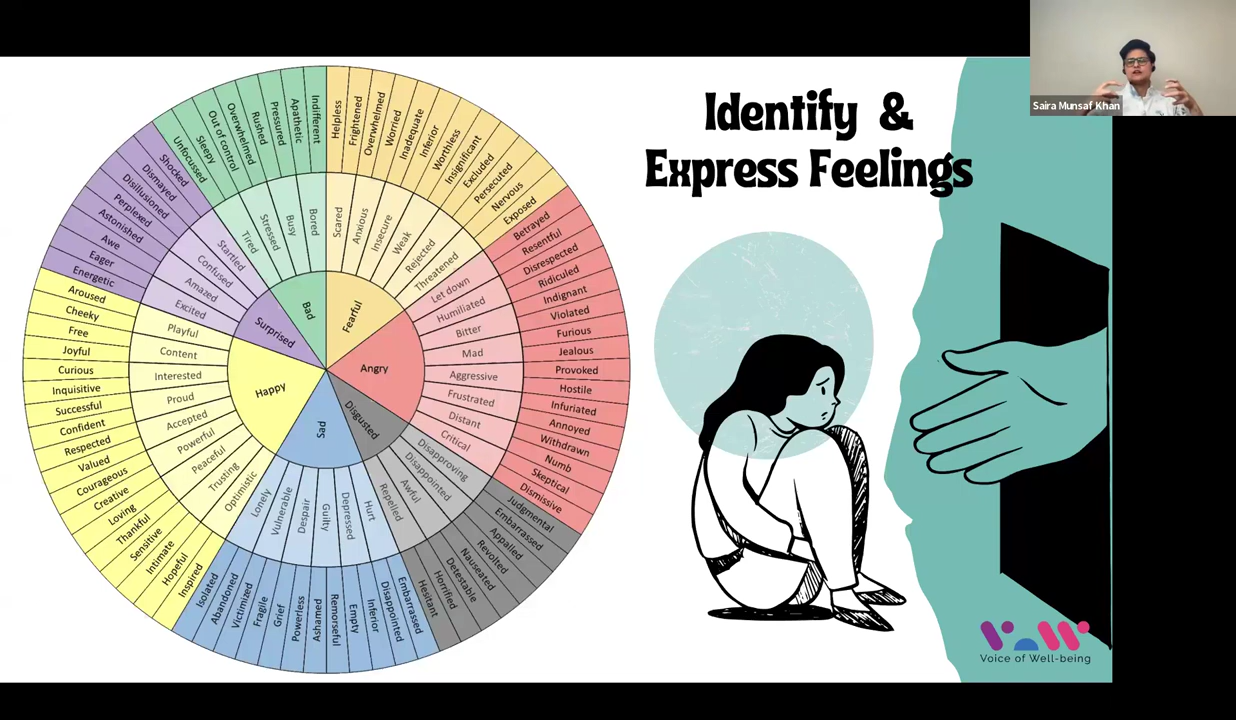 Identify &
Express Feelings
Saira Munsaf Khan
Fearful
Angry
Disgusted
Sad
Happy
Surprised
Bad
Scared
Anxious
Insecure
Weak
Rejected
Threatened
Let down
Humiliated
Bitter
Mad
Aggressive
Frustrated
Distant
Critical
Disapproving
Disappointed
Awful
Repelled
Hurt
Depressed
Guilty
Despair
Vulnerable
Lonely
Optimistic
Trusting
Peaceful
Powerful
Accepted
Proud
Interested
Content
Playful
Excited
Amazed
Confused
Startled
Tired
Stressed
Busy
Bored
Helpless
Frightened
Overwhelmed
Worried
Inadequate
Inferior
Worthless
Insignificant
Excluded
Persecuted
Nervous
Exposed
Betrayed
Resentful
Disrespected
Ridiculed
Indignant
Violated
Furious
Jealous
Provoked
Hostile
Infuriated
Annoyed
Withdrawn
Numb
Skeptical
Dismissive
Judgmental
Embarrassed
Appalled
Revolted
Nauseated
Detestable
Horrified
Hesitant
Embarrassed
Disappointed
Inferior
Empty
Remorseful
Ashamed
Powerless
Grief
Fragile
Victimized
Abandoned
Isolated
Inspired
Hopeful
Intimate
Sensitive
Thankful
Loving
Creative
Courageous
Valued
Respected
Confident
Successful
Inquisitive
Curious
Joyful
Free
Cheeky
Aroused
Energetic
Eager
Awe
Astonished
Perplexed
Disillusioned
Dismayed
Shocked
Unfocussed
Sleepy
Out of control
Overwhelmed
Rushed
Pressured
Apathetic
Indifferent
VoW
Voice of Well-being